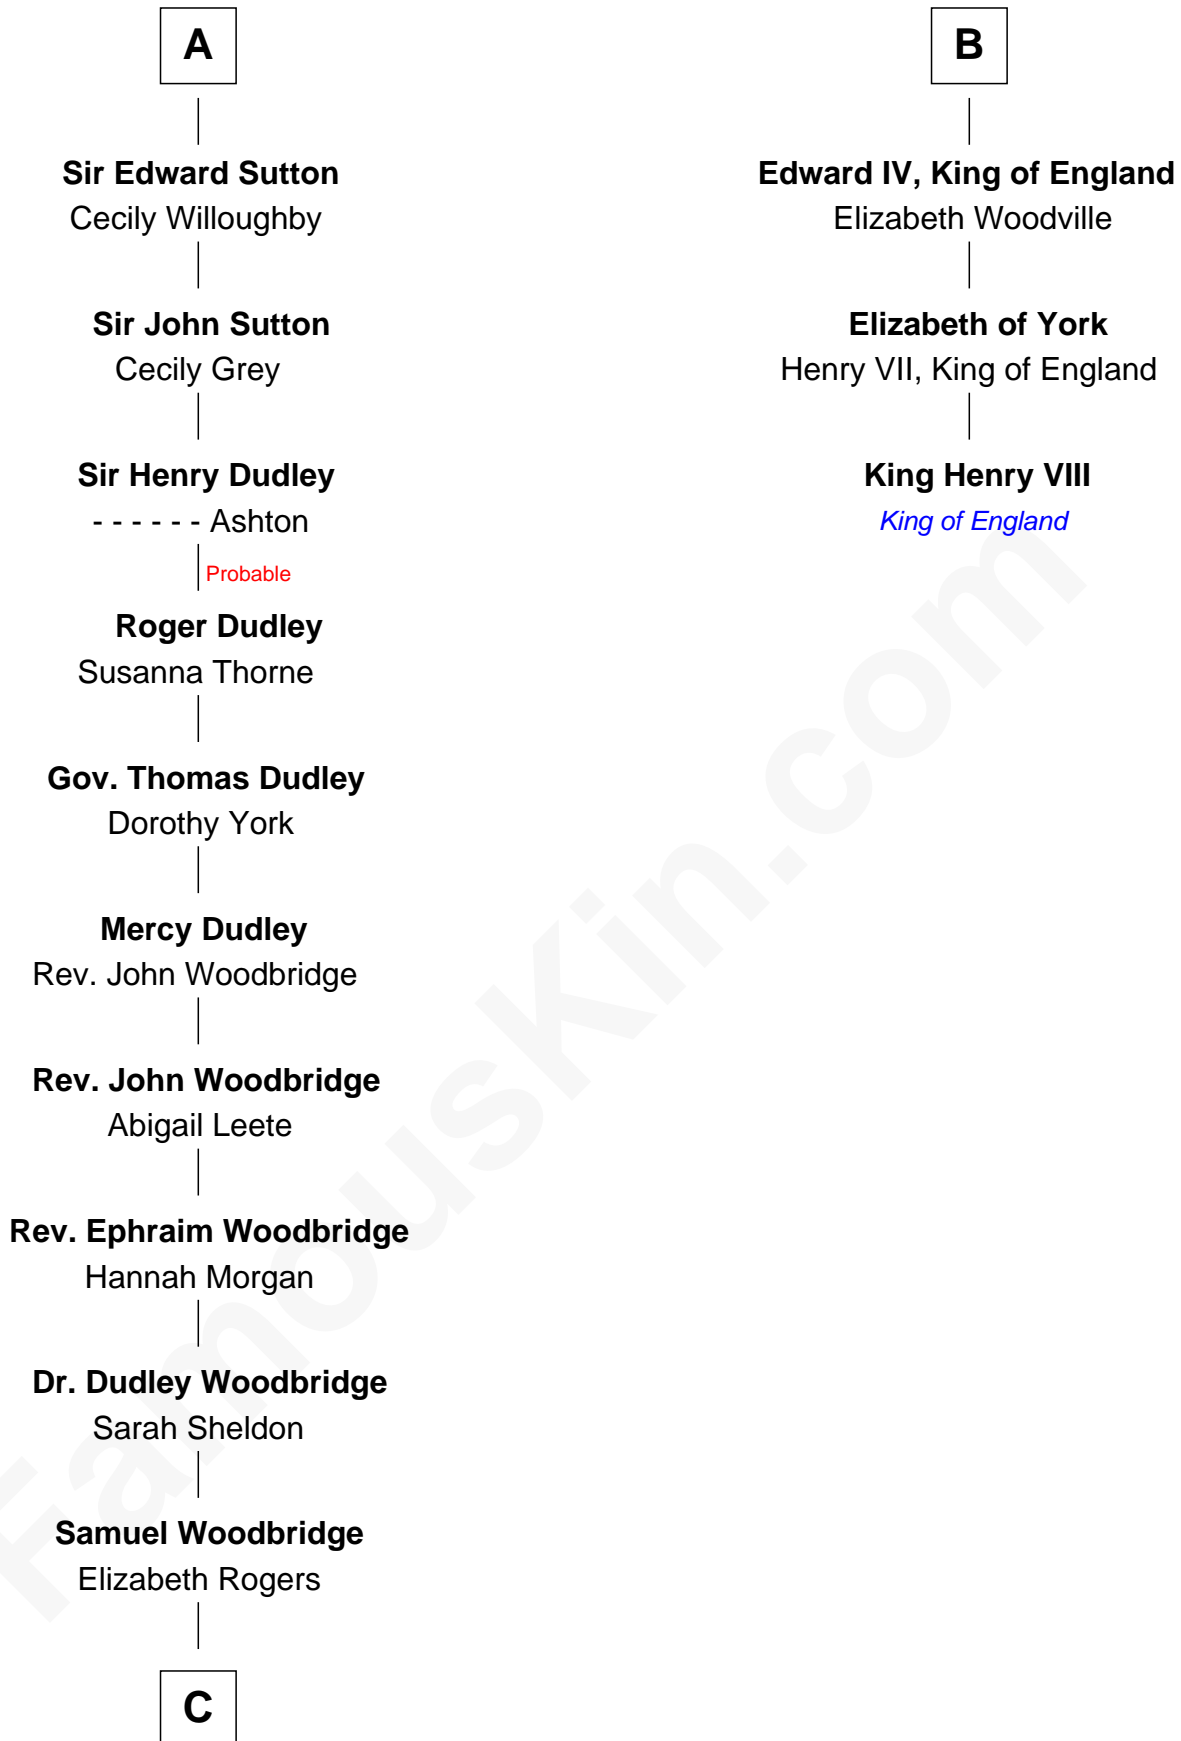 A
Sir Edward Sutton
Cecily Willoughby
Sir John Sutton
Cecily Grey
Sir Henry Dudley
- - - - - - Ashton
Probable
Roger Dudley
Susanna Thorne
Gov. Thomas Dudley
Dorothy York
Mercy Dudley
Rev. John Woodbridge
Rev. John Woodbridge
Abigail Leete
Rev. Ephraim Woodbridge
Hannah Morgan
Dr. Dudley Woodbridge
Sarah Sheldon
Samuel Woodbridge
Elizabeth Rogers
C
B
Edward IV, King of England
Elizabeth Woodville
Elizabeth of York
Henry VII, King of England
King Henry VIII
King of England
FamousKin.com